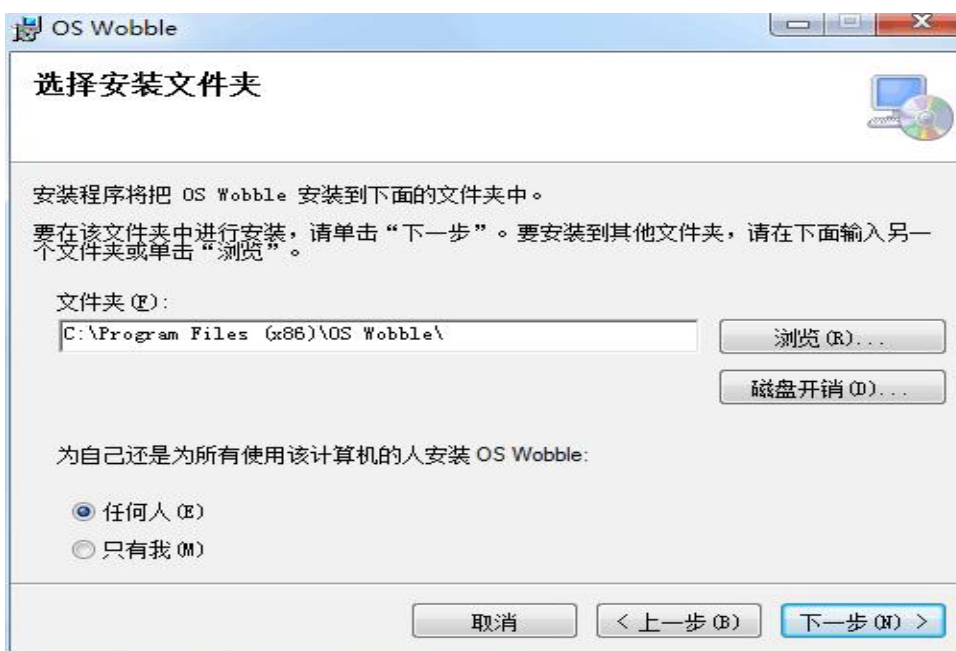 OS Wobble
选择安装文件夹
安装程序将把 OS Wobble 安装到下面的文件夹中。
要在该文件夹中进行安装，请单击“下一步”。要安装到其他文件夹，请在下面输入另一
个文件夹或单击“浏览”。
文件夹(F):
C:\Program Files (x86)\OS Wobble\
浏览(R)...
磁盘开销(D)...
为自己还是为所有使用该计算机的人安装 OS Wobble:
任何人(E)
只有我(M)
取消
< 上一步(B)
下一步(N) >